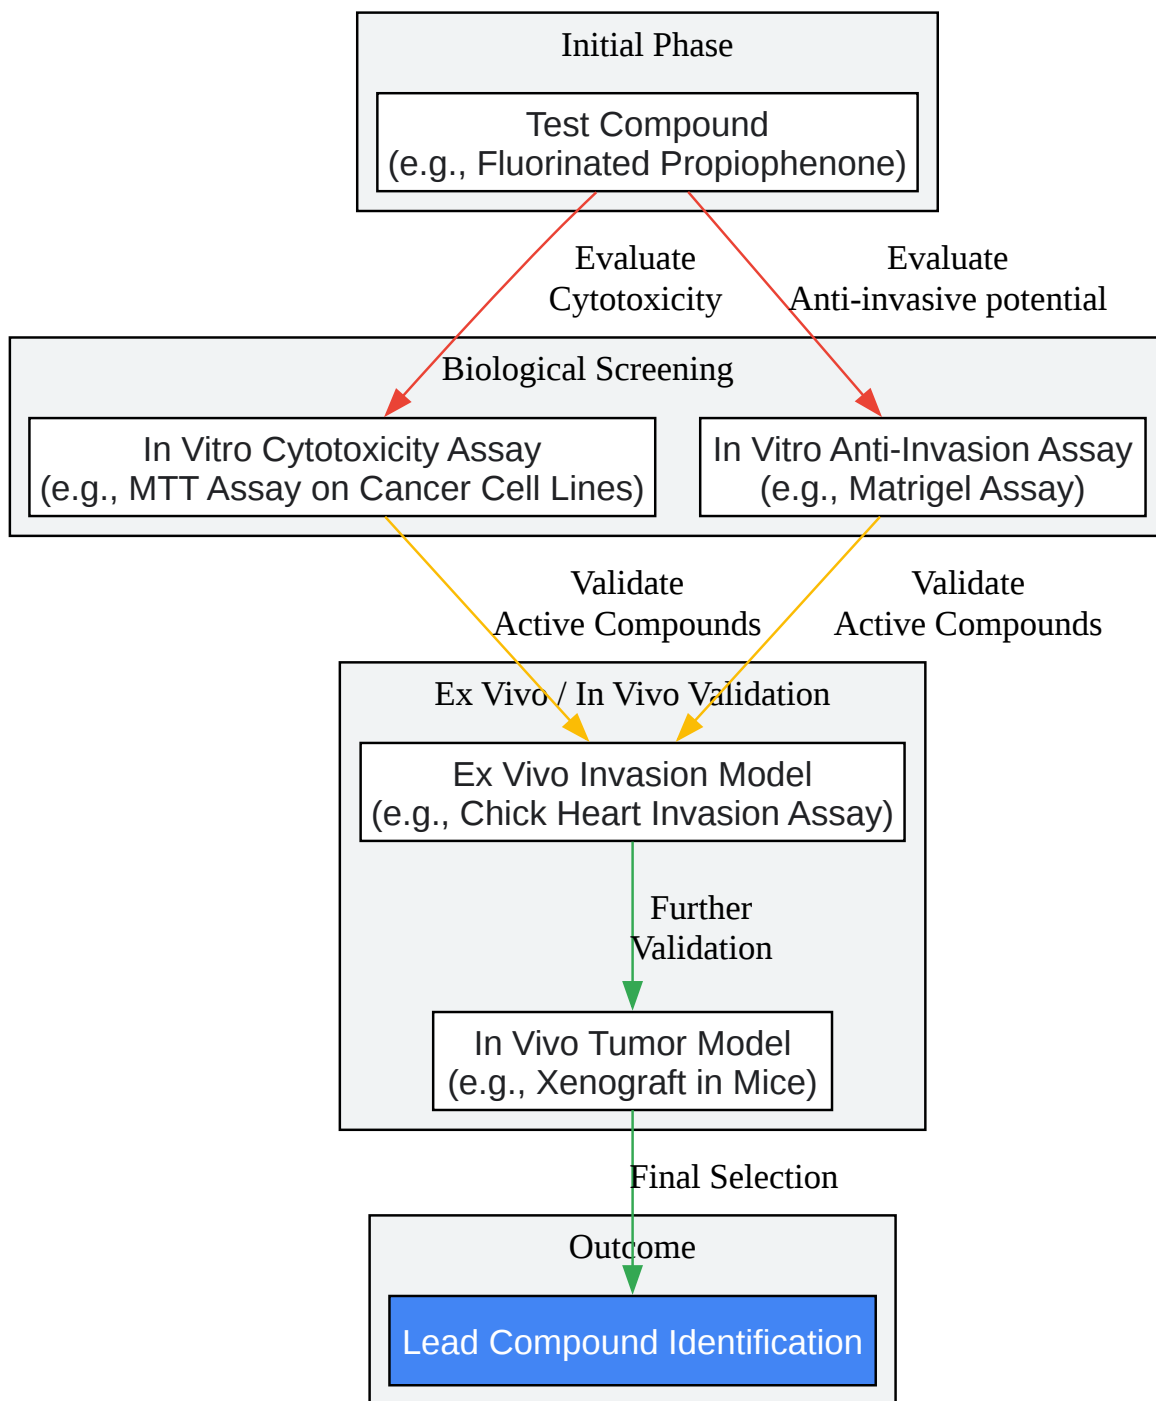 Initial Phase
Test Compound
(e.g., Fluorinated Propiophenone)
Evaluate
Cytotoxicity
Evaluate
Anti-invasive potential
Biological Screening
In Vitro Cytotoxicity Assay
(e.g., MTT Assay on Cancer Cell Lines)
In Vitro Anti-Invasion Assay
(e.g., Matrigel Assay)
Validate
Active Compounds
Validate
Active Compounds
Ex Vivo / In Vivo Validation
Ex Vivo Invasion Model
(e.g., Chick Heart Invasion Assay)
Further
Validation
In Vivo Tumor Model
(e.g., Xenograft in Mice)
Final Selection
Outcome
Lead Compound Identification